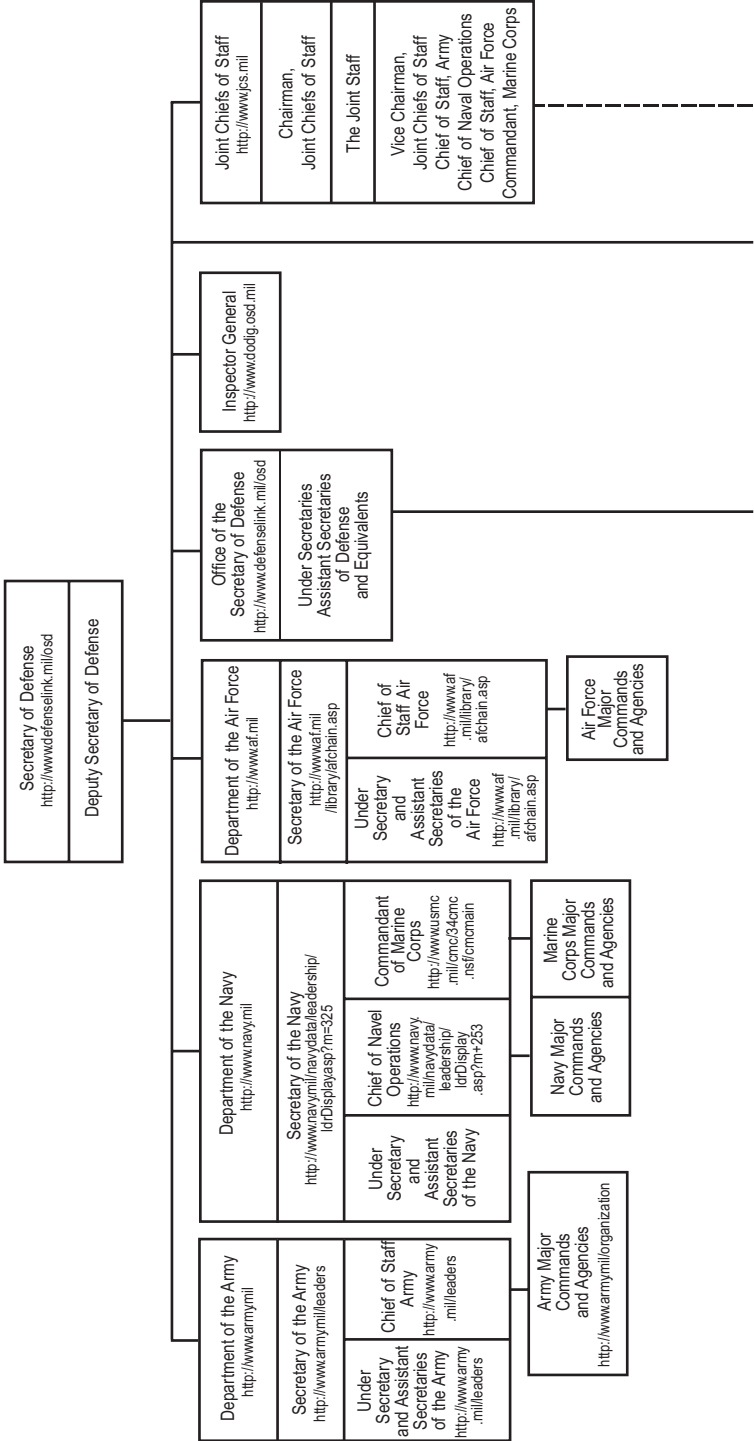 Secretary of Defense
http://www.defenselink.mil/osd
Deputy Secretary of Defense
Department of the Army
http://www.armymil
Secretary of the Army
http://www.armymil/leaders
Under
Secretary
and Assistant
Secretaries
of the Army
http://www.army
.mil/leaders
Chief of Staff
Army
http://www.army
.mil/leaders
Army Major
Commands
and Agencies
http://www.armymil/organization
Department of the Navy
http://www.navy.mil
Secretary of the Navy
http://www.navymil/navydata/leadership/
ldrDisplay.asp?m=325
Under
Secretary
and
Assistant
Secretaries
of the Navy
Chief of Navel
Operations
http://www.navy.
mil/navydata/
leadership/
ldrDisplay
.asp?m+253
Commandant
of Marine
Corps
http://www.usmc
.mil/cmc/34cmc
.nsf/cmcmain
Navy Major
Commands
and Agencies
Marine
Corps Major
Commands
and Agencies
Department of the Air Force
http://www.af.mil
Secretary of the Air Force
http://www.af.mil
/library/afchain.asp
Under
Secretary
and
Assistant
Secretaries
of the
Air Force
http://www.af
.mil/library/
afchain.asp
Chief of
Staff Air
Force
http://www.af
.mil/library/
afchain.asp
Air Force
Major
Commands
and Agencies
Office of the
Secretary of Defense
http://www.defenselink.mil/osd
Under Secretaries
Assistant Secretaries
of Defense
and Equivalents
Inspector General
http://www.dodig.osd.mil
Joint Chiefs of Staff
http://www.jcs.mil
Chairman,
Joint Chiefs of Staff
The Joint Staff
Vice Chairman,
Joint Chiefs of Staff
Chief of Staff, Army
Chief of Naval Operations
Chief of Staff, Air Force
Commandant, Marine Corps